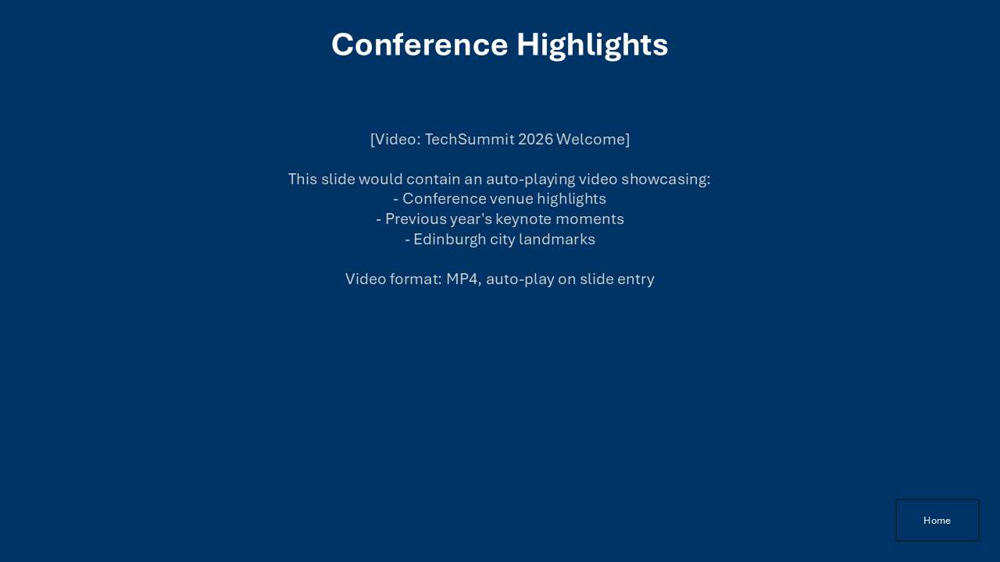 Conference Highlights
[Video: TechSummit 2026 Welcome]
This slide would contain an auto-playing video showcasing:
- Conference venue highlights
- Previous year's keynote moments
- Edinburgh city landmarks
Video format: MP4, auto-play on slide entry
Home